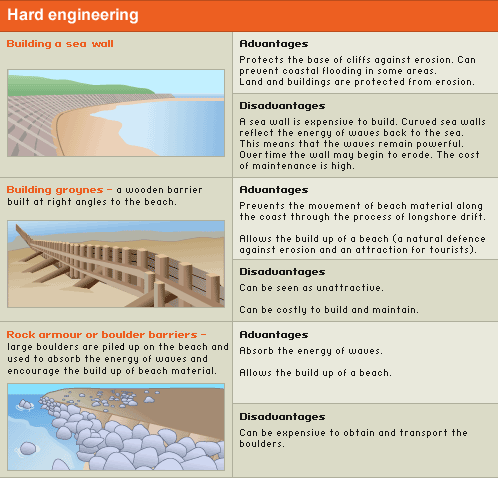 Hard engineering
Building a sea wall
Advantages
Protects the base of cliffs against erosion. Can
prevent coastal flooding in some areas.
Land and buildings are protected from erosion.
Disadvantages
A sea wall is expensive to build. Curved sea walls
reflect the energy of waves back to the sea.
This means that the waves remain powerful.
Overtime the wall may begin to erode. The cost
of maintenance is high.
Building groynes – a wooden barrier
built at right angles to the beach.
Advantages
Prevents the movement of beach material along
the coast through the process of longshore drift.
Allows the build up of a beach (a natural defence
against erosion and an attraction for tourists).
Disadvantages
Can be seen as unattractive.
Can be costly to build and maintain.
Rock armour or boulder barriers –
large boulders are piled up on the beach and
used to absorb the energy of waves and
encourage the build up of beach material.
Advantages
Absorb the energy of waves.
Allows the build up of a beach.
Disadvantages
Can be expensive to obtain and transport the
boulders.